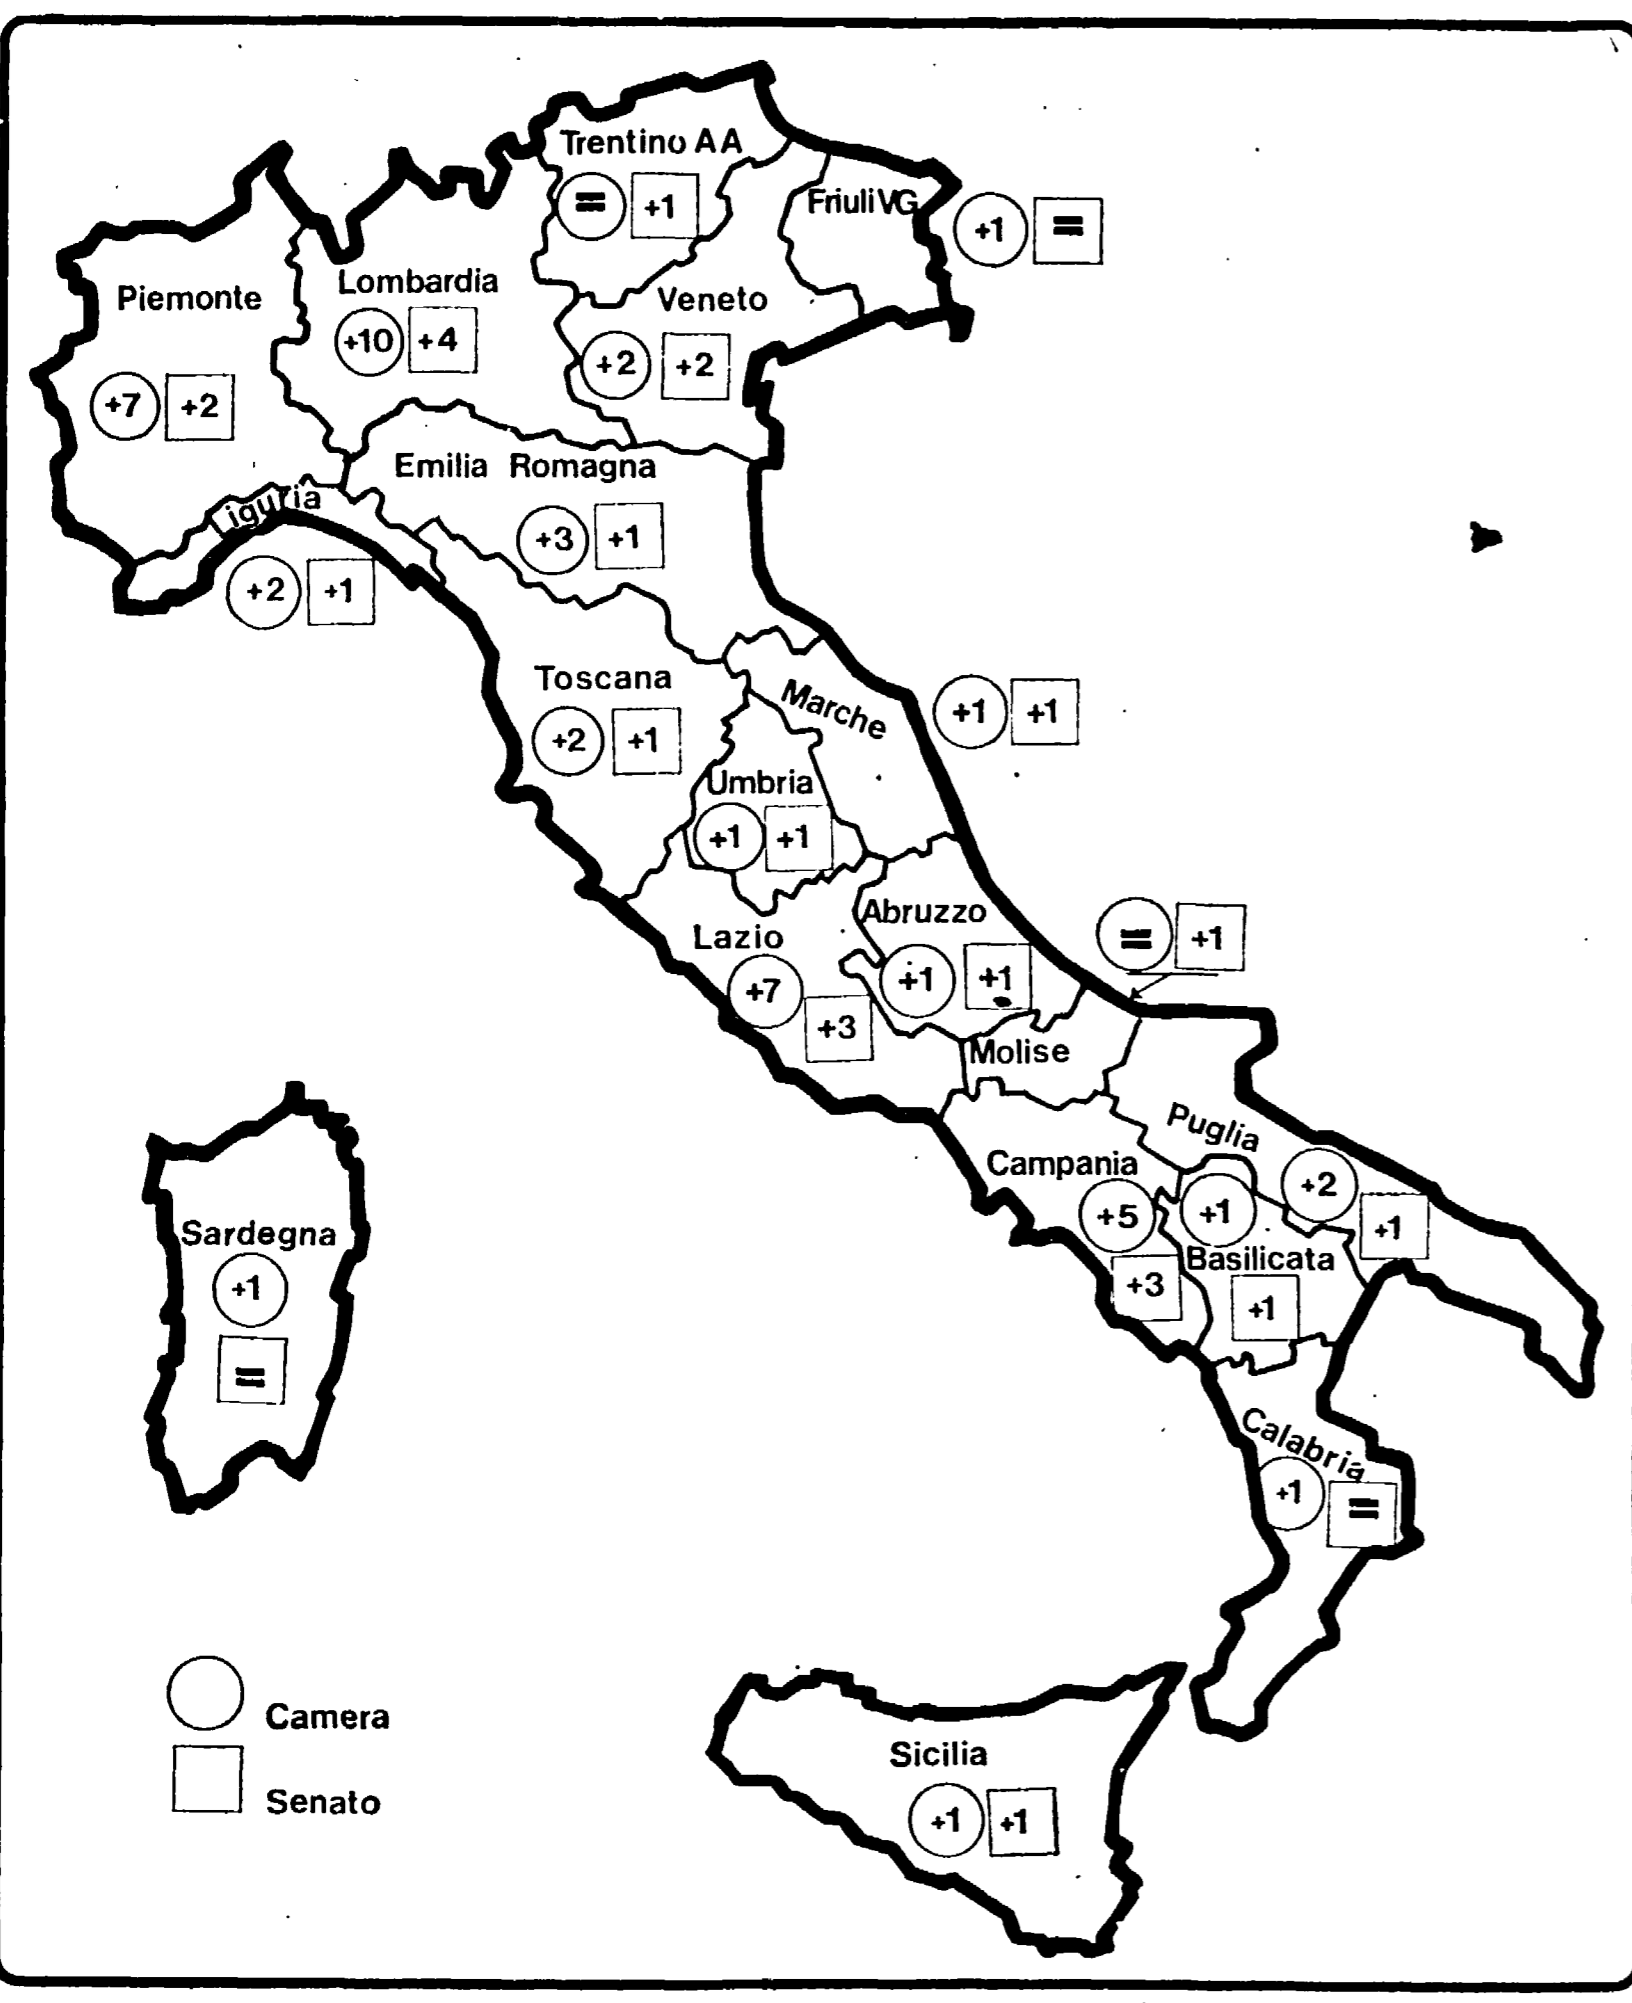 Trentino AA
= +1
Friuli VG
+1 =
Piemonte
+7 +2
Lombardia
+10 +4
Veneto
+2 +2
Emilia Romagna
+3 +1
iguria
+2 +1
Toscana
+2 +1
Marche
+1 +1
Umbria
+1 +1
Lazio
+7
+3
Abruzzo
+1 +1
= +1
Molise
Campania
+5
+3
Puglia
+2
+1
+1
Basilicata
+1
Sardegna
+1
=
Calabria
+1 =
Sicilia
+1 +1
Camera
Senato